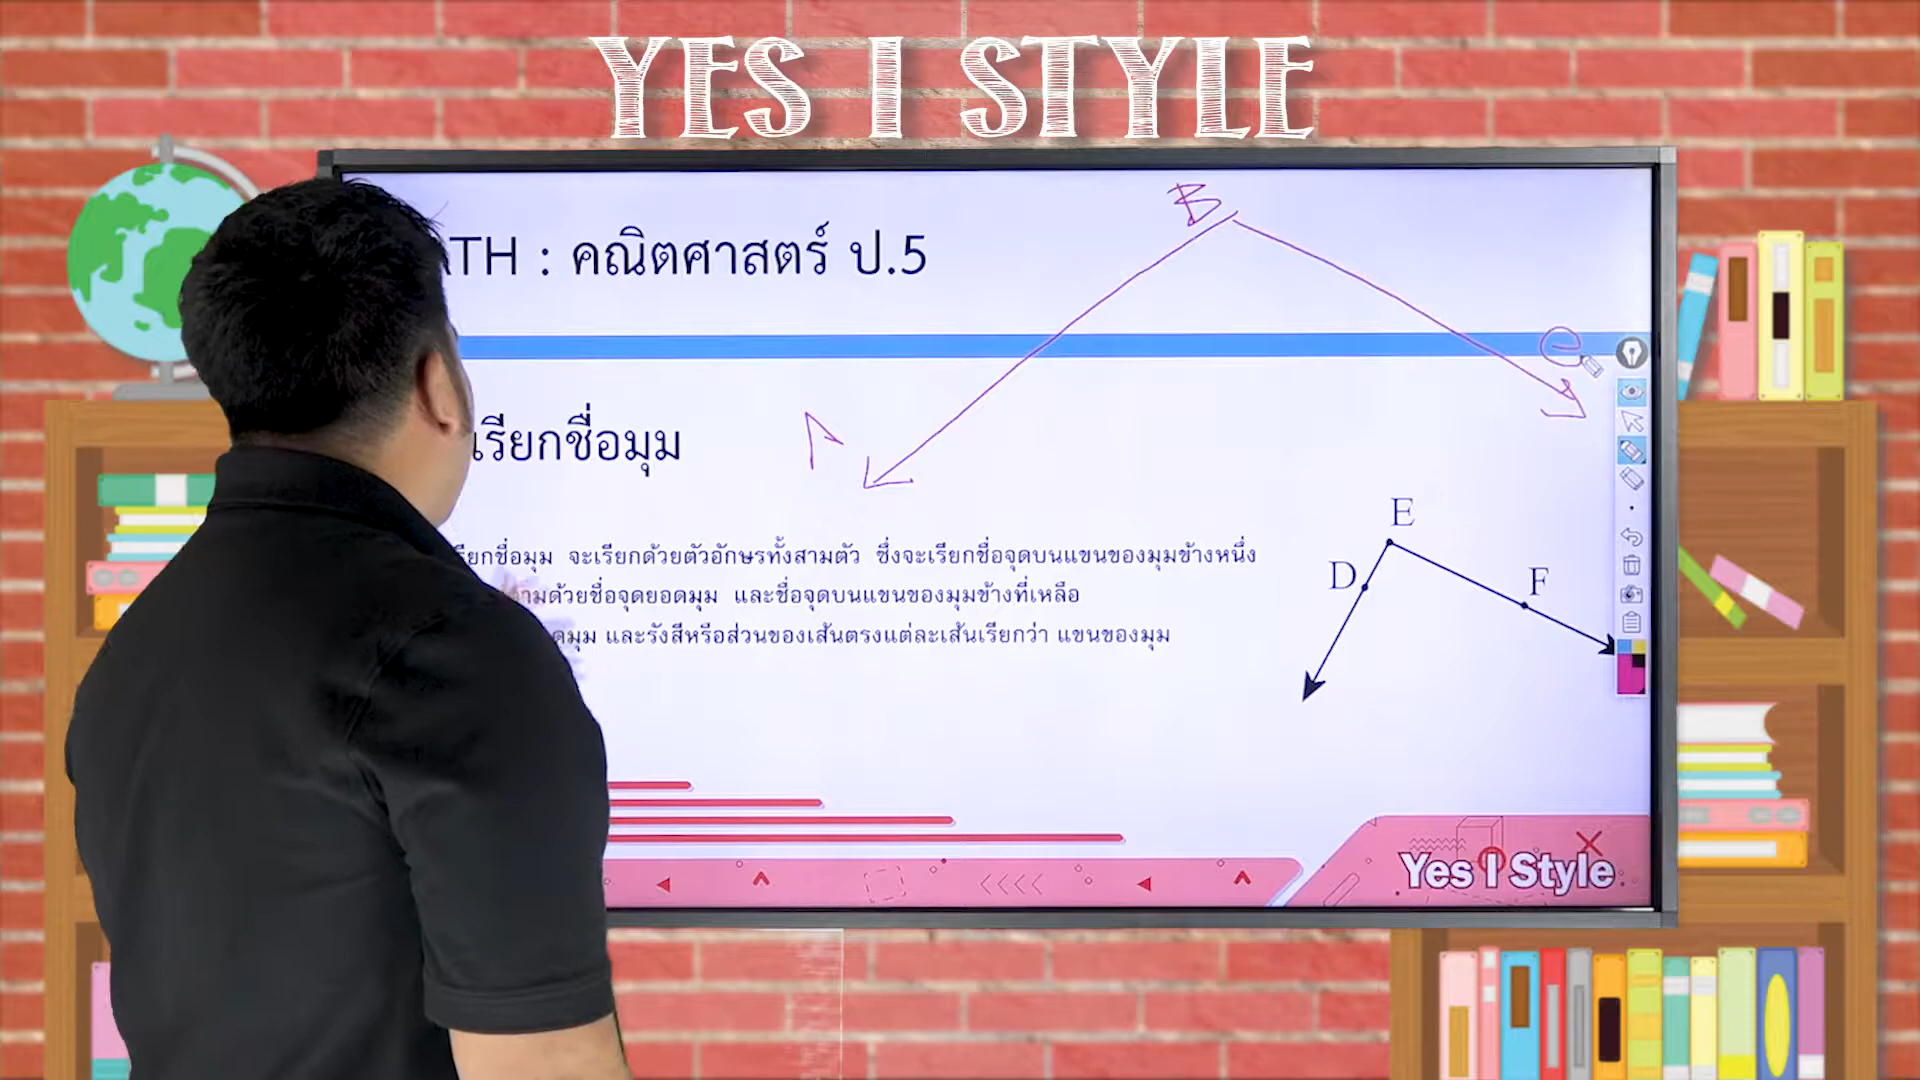 YES I STYLE
B
ATH : คณิตศาสตร์ ป.5
เรียกชื่อมุม
E
D
F
รียกชื่อมุม จะเรียกด้วยตัวอักษรทั้งสามตัว ซึ่งจะเรียกชื่อจุดบนแขนของมุมข้างหนึ่ง
ตามด้วยชื่อจุดยอดมุม และชื่อจุดบนแขนของมุมข้างที่เหลือ
ดมุม และรังสีหรือส่วนของเส้นตรงแต่ละเส้นเรียกว่า แขนของมุม
Yes I Style